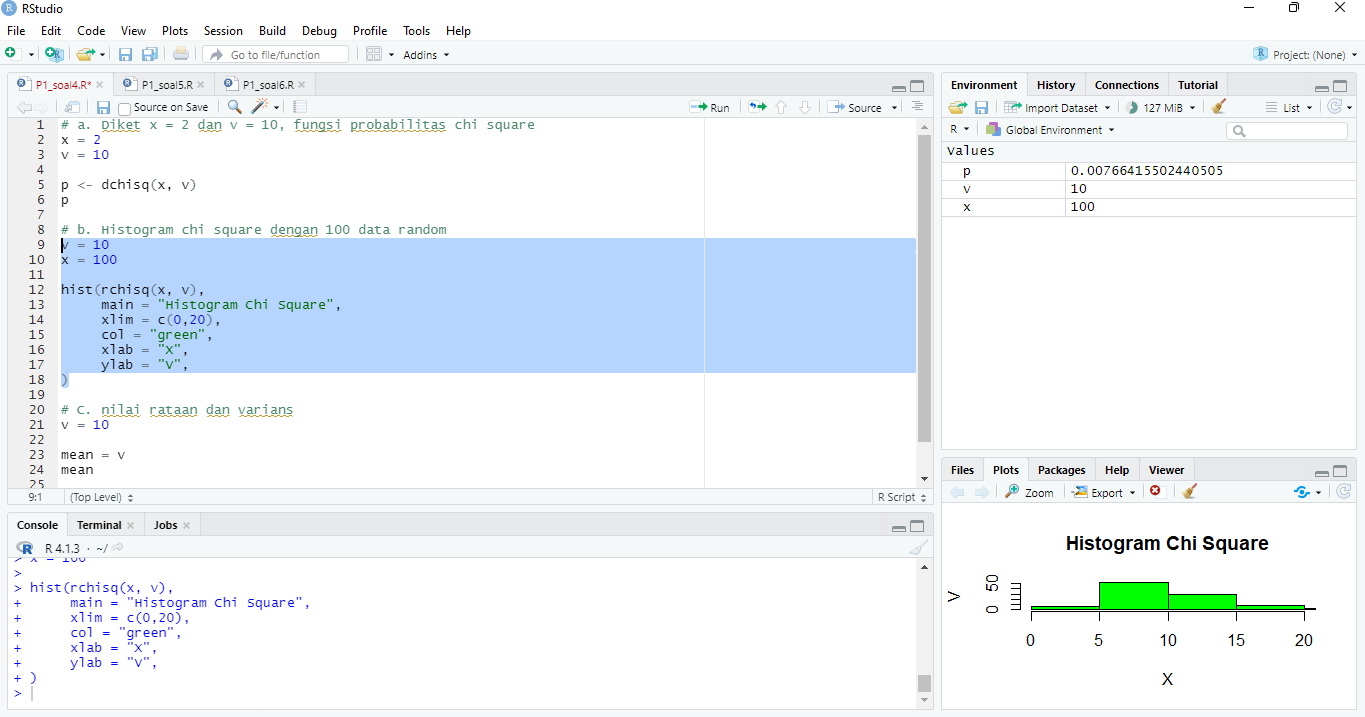 RStudio
File Edit Code View Plots Session Build Debug Profile Tools Help
Go to file/function Addins Project: (None)
P1_soal4.R* P1_soal5.R P1_soal6.R
Source on Save Run Source
1 # a. Diket x = 2 dan v = 10, fungsi probabilitas chi square
2 x = 2
3 v = 10
4
5 p <- dchisq(x, v)
6 p
7
8 # b. Histogram chi square dengan 100 data random
9 v = 10
10 x = 100
11
12 hist(rchisq(x, v),
13 main = "Histogram Chi Square",
14 xlim = c(0,20),
15 col = "green",
16 xlab = "X",
17 ylab = "V",
18 )
19
20 # C. nilai rataan dan varians
21 v = 10
22
23 mean = v
24 mean
25
9:1 (Top Level) R Script
Console Terminal Jobs
R 4.1.3 · ~/
> x = 100
>
> hist(rchisq(x, v),
+ main = "Histogram Chi Square",
+ xlim = c(0,20),
+ col = "green",
+ xlab = "X",
+ ylab = "V",
+ )
>
Environment History Connections Tutorial
Import Dataset 127 MiB List
R Global Environment
Values
p 0.00766415502440505
v 10
x 100
Files Plots Packages Help Viewer
Zoom Export
Histogram Chi Square
V
0 50
0 5 10 15 20
X